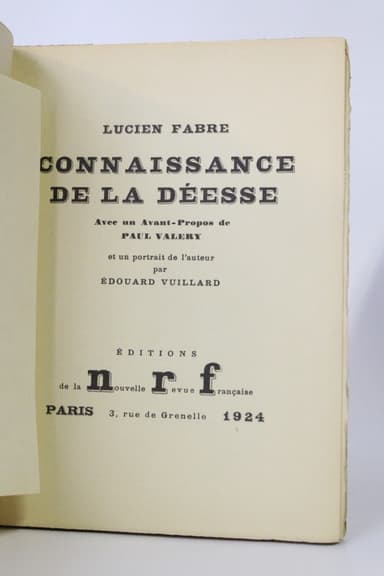 LUCIEN FABRE
CONNAISSANCE
DE LA DÉESSE
Avec un Avant-Propos de
PAUL VALERY
et un portrait de l'auteur
par
ÉDOUARD VUILLARD
ÉDITIONS
de la nouvelle revue française
PARIS 3, rue de Grenelle 1924